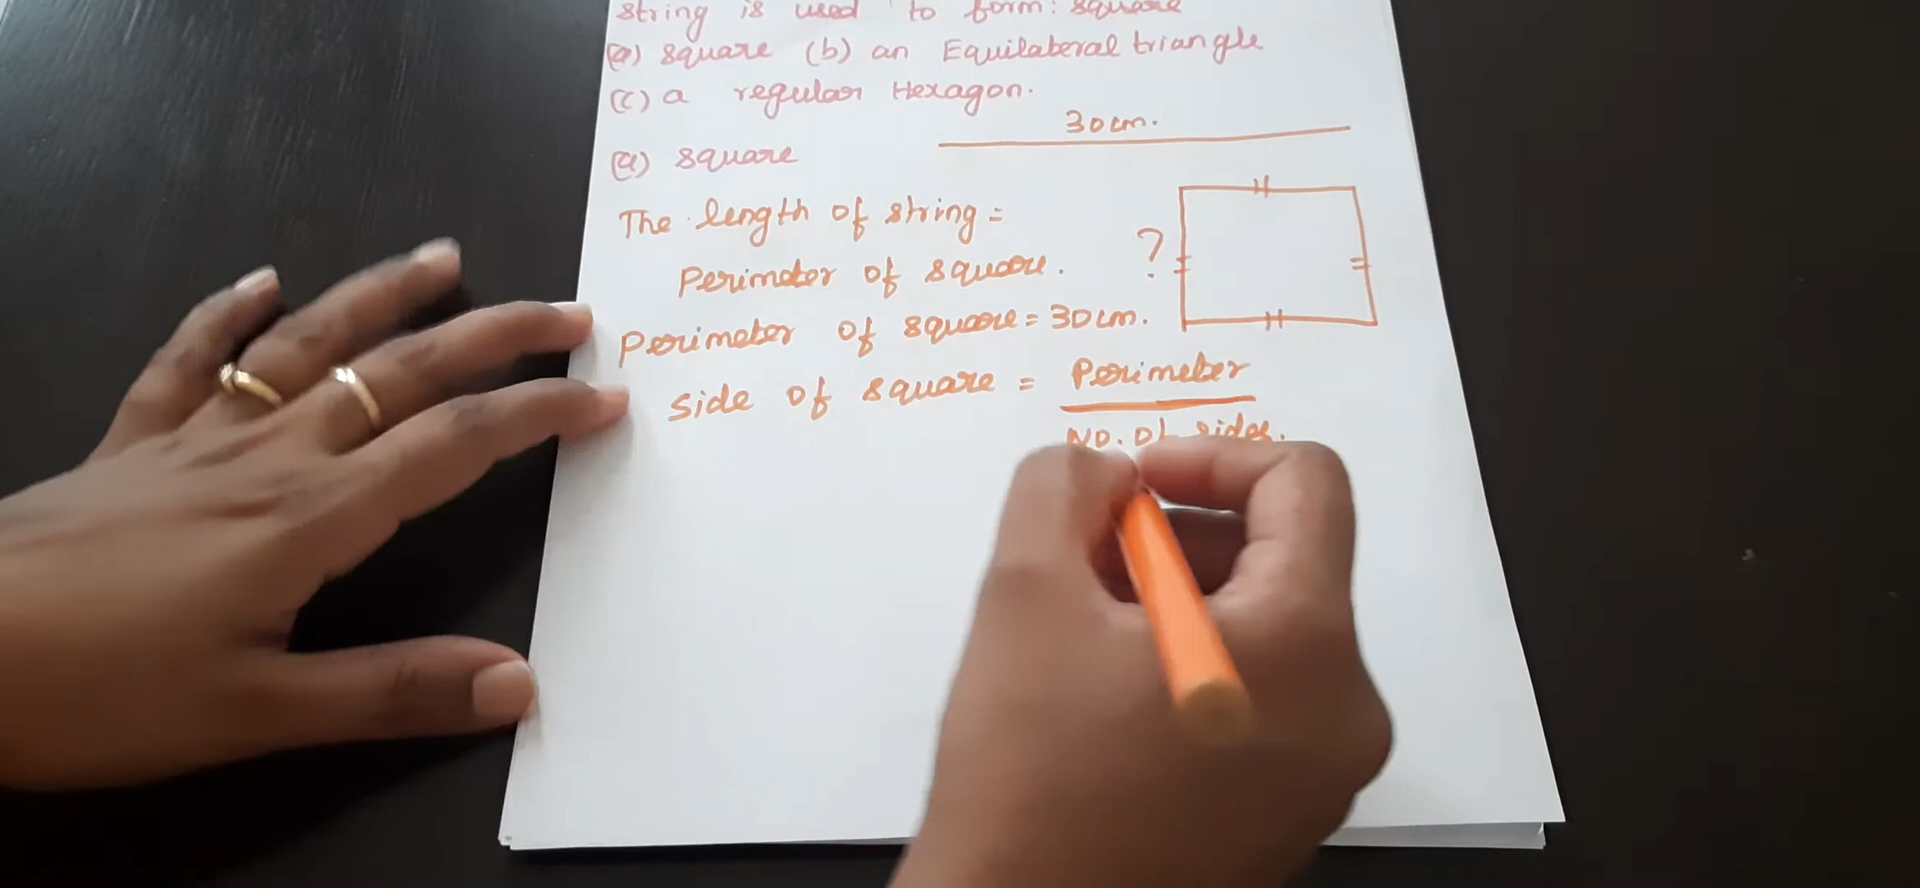 string is used to form: square
(a) square (b) an Equilateral triangle
(c) a regular Hexagon.
30cm.
(a) square
The length of string =
Perimeter of square.
?
Perimeter of square = 30cm.
side of square = Perimeter
No. of sides.